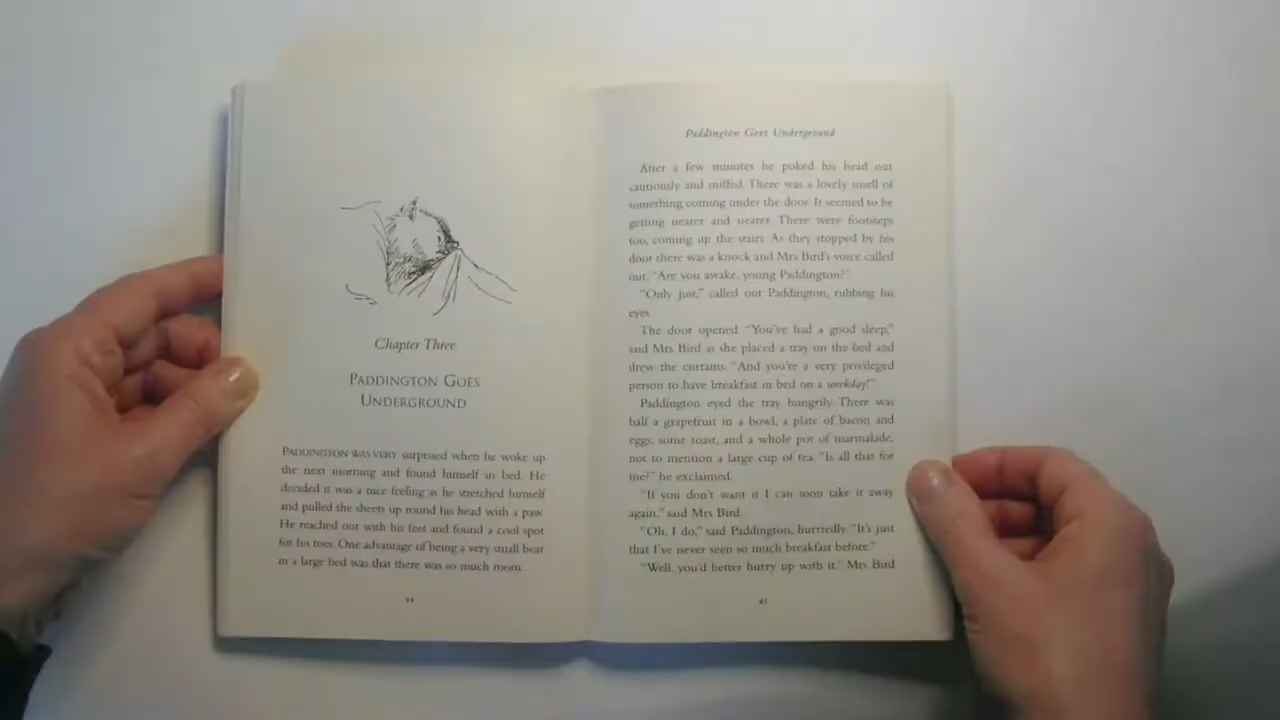 Chapter Three
PADDINGTON GOES
UNDERGROUND
PADDINGTON WAS VERY surprised when he woke up
the next morning and found himself in bed. He
decided it was a nice feeling as he stretched himself
and pulled the sheets up round his head with a paw.
He reached out with his feet and found a cool spot
for his toes. One advantage of being a very small bear
in a large bed was that there was so much room.
44
Paddington Goes Underground
After a few minutes he poked his head out
cautiously and sniffed. There was a lovely smell of
something coming under the door. It seemed to be
getting nearer and nearer. There were footsteps
too, coming up the stairs. As they stopped by his
door there was a knock and Mrs Bird's voice called
out, “Are you awake, young Paddington?”
“Only just,” called out Paddington, rubbing his
eyes.
The door opened. “You've had a good sleep,”
said Mrs Bird as she placed a tray on the bed and
drew the curtains. “And you're a very privileged
person to have breakfast in bed on a weekday!”
Paddington eyed the tray hungrily. There was
half a grapefruit in a bowl, a plate of bacon and
eggs, some toast, and a whole pot of marmalade,
not to mention a large cup of tea. “Is all that for
me?” he exclaimed.
“If you don't want it I can soon take it away
again,” said Mrs Bird.
“Oh, I do,” said Paddington, hurriedly. “It's just
that I've never seen so much breakfast before.”
“Well, you'd better hurry up with it.” Mrs Bird
45